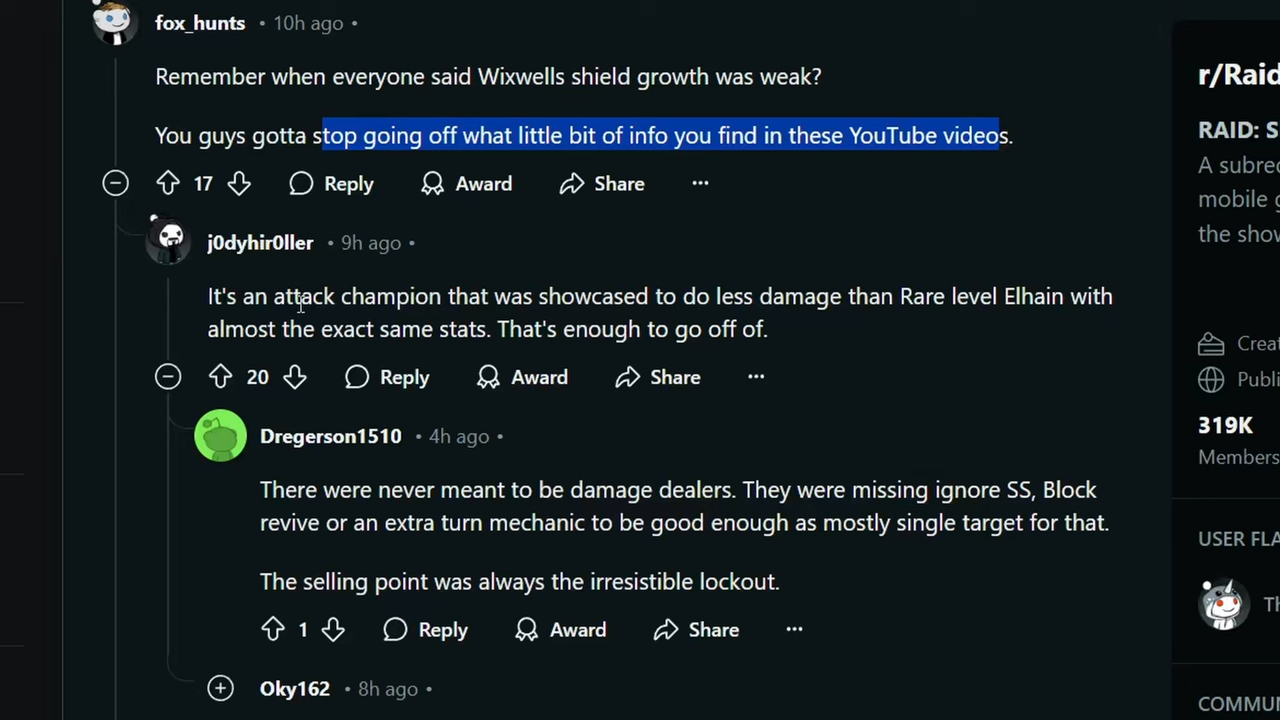 fox_hunts • 10h ago •
Remember when everyone said Wixwells shield growth was weak?
You guys gotta stop going off what little bit of info you find in these YouTube videos.
17 Reply Award Share ...
j0dyhir0ller • 9h ago •
It's an attack champion that was showcased to do less damage than Rare level Elhain with
almost the exact same stats. That's enough to go off of.
20 Reply Award Share ...
Dregerson1510 • 4h ago •
There were never meant to be damage dealers. They were missing ignore SS, Block
revive or an extra turn mechanic to be good enough as mostly single target for that.
The selling point was always the irresistible lockout.
1 Reply Award Share ...
Oky162 • 8h ago •
r/Raid
RAID: S
A subred
mobile g
the show
Creat
Publi
319K
Members
USER FLA
Th
COMMUN